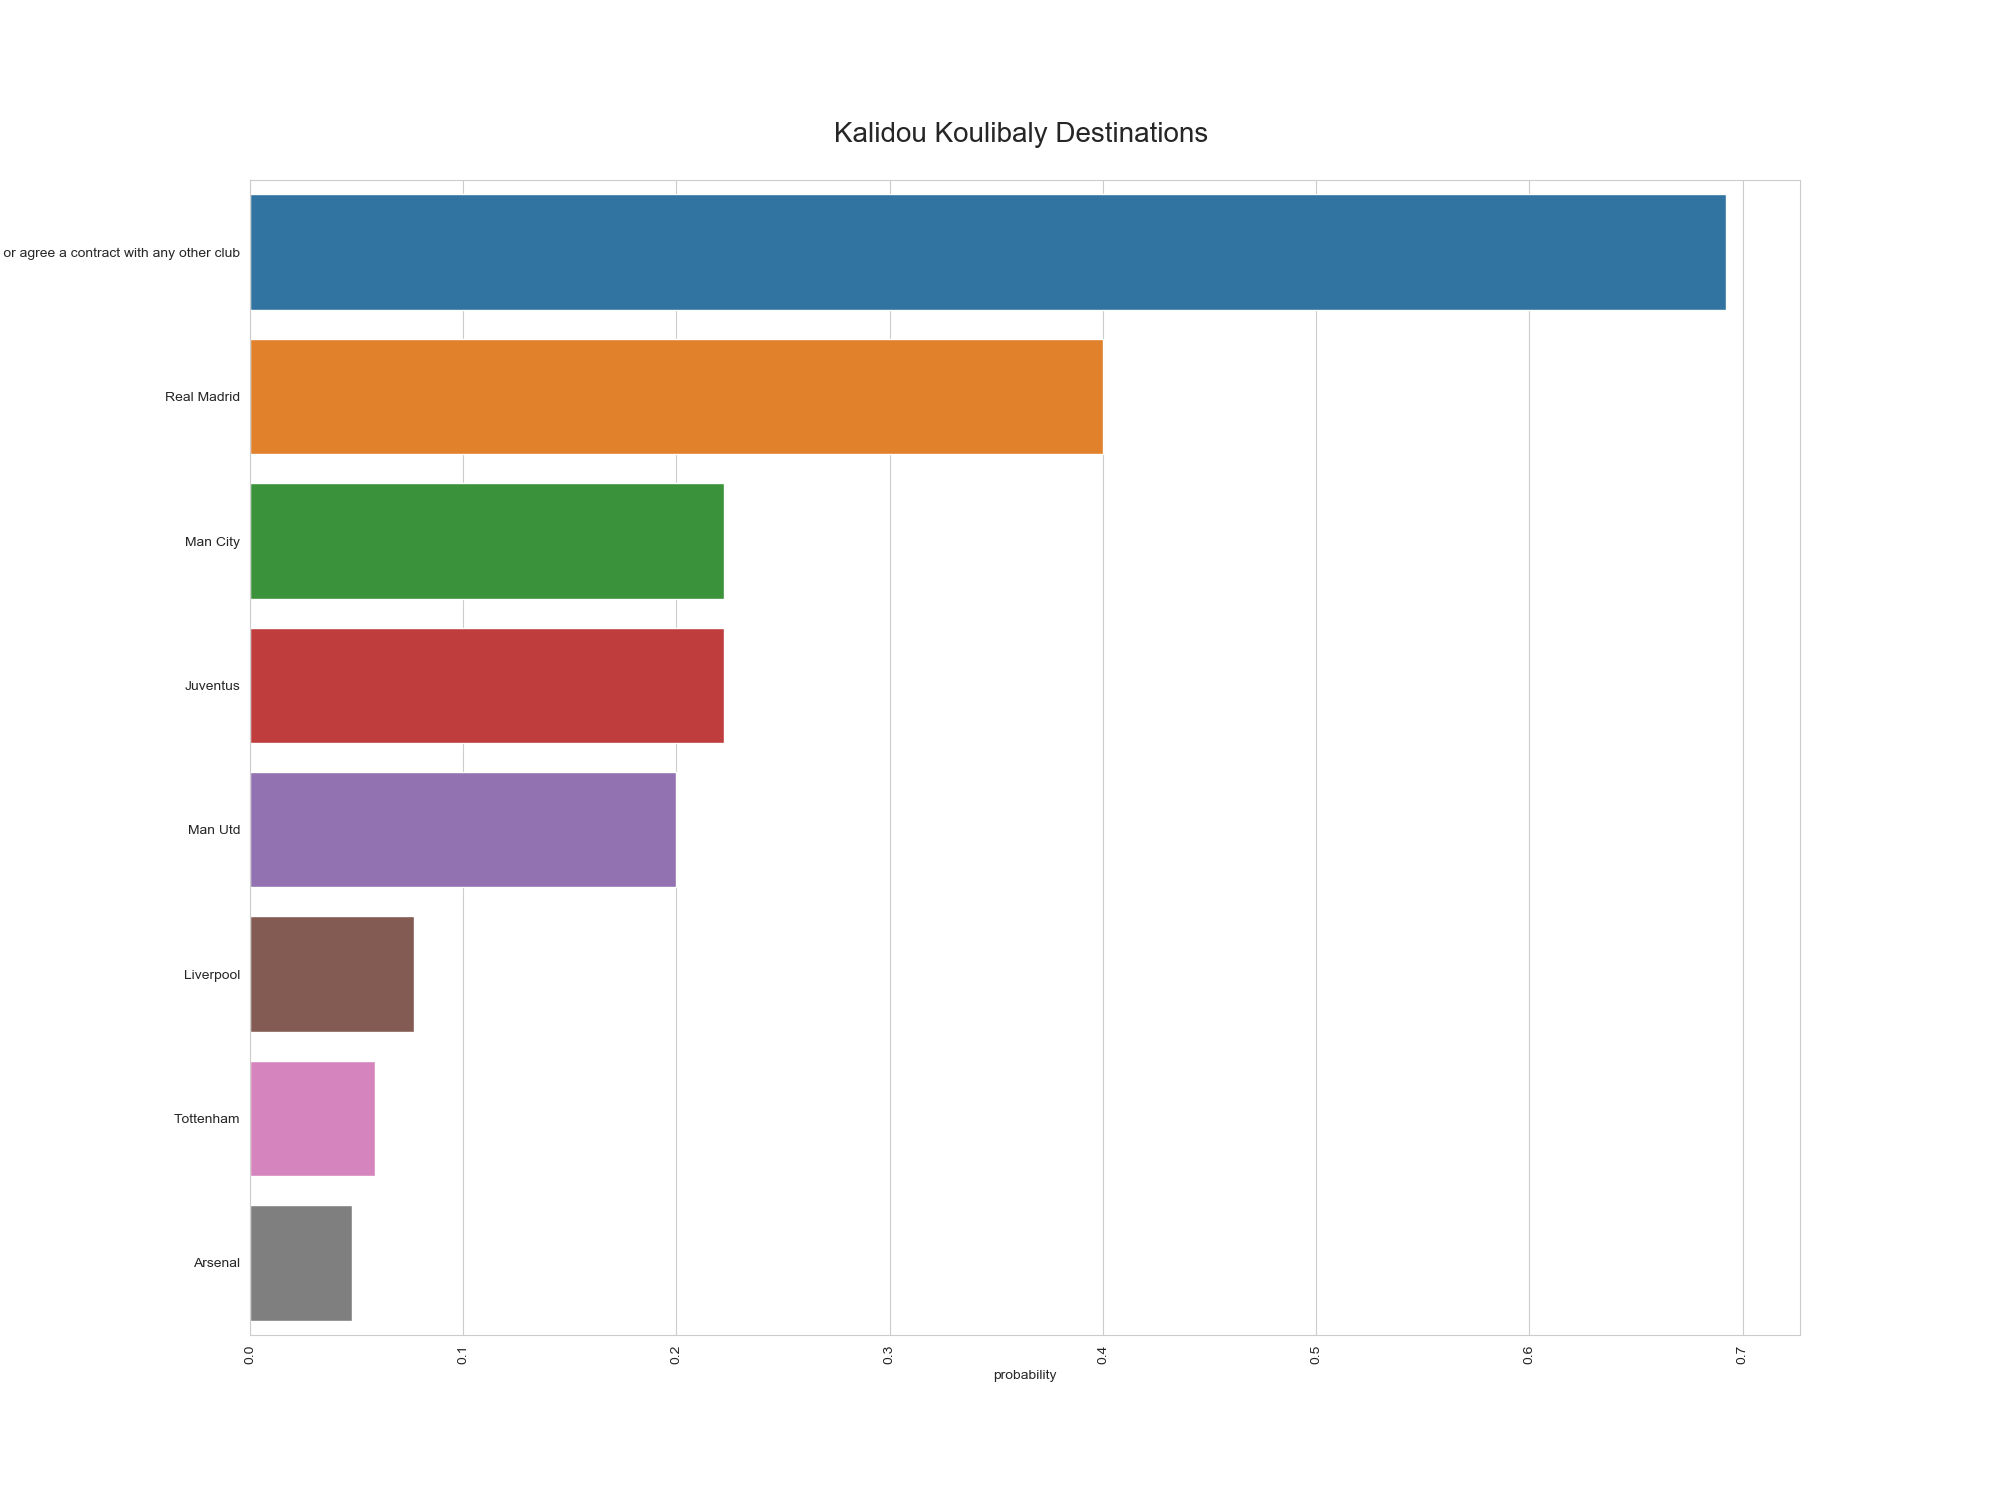 Kalidou Koulibaly Destinations
or agree a contract with any other club
Real Madrid
Man City
Juventus
Man Utd
Liverpool
Tottenham
Arsenal
0.0 0.1 0.2 0.3 0.4 0.5 0.6 0.7
probability